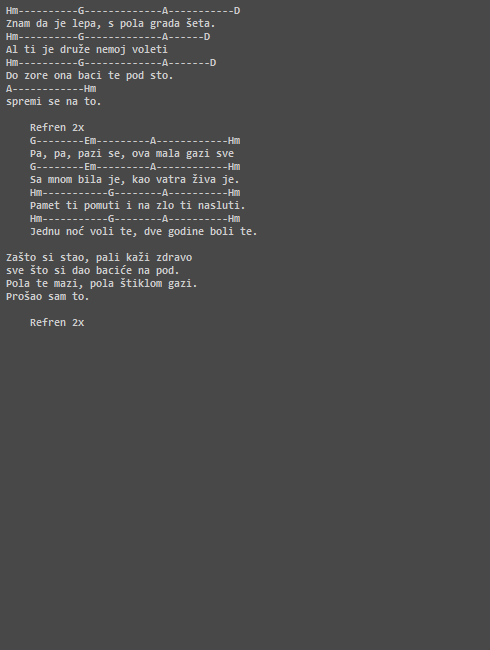 Hm----------G-------------A-----------D
Znam da je lepa, s pola grada šeta.
Hm----------G-------------A------D
Al ti je druže nemoj voleti
Hm----------G-------------A-------D
Do zore ona baci te pod sto.
A------------Hm
spremi se na to.
Refren 2x
G--------Em---------A------------Hm
Pa, pa, pazi se, ova mala gazi sve
G--------Em---------A------------Hm
Sa mnom bila je, kao vatra živa je.
Hm-----------G--------A----------Hm
Pamet ti pomuti i na zlo ti nasluti.
Hm-----------G--------A----------Hm
Jednu noć voli te, dve godine boli te.
Zašto si stao, pali kaži zdravo
sve što si dao baciće na pod.
Pola te mazi, pola štiklom gazi.
Prošao sam to.
Refren 2x